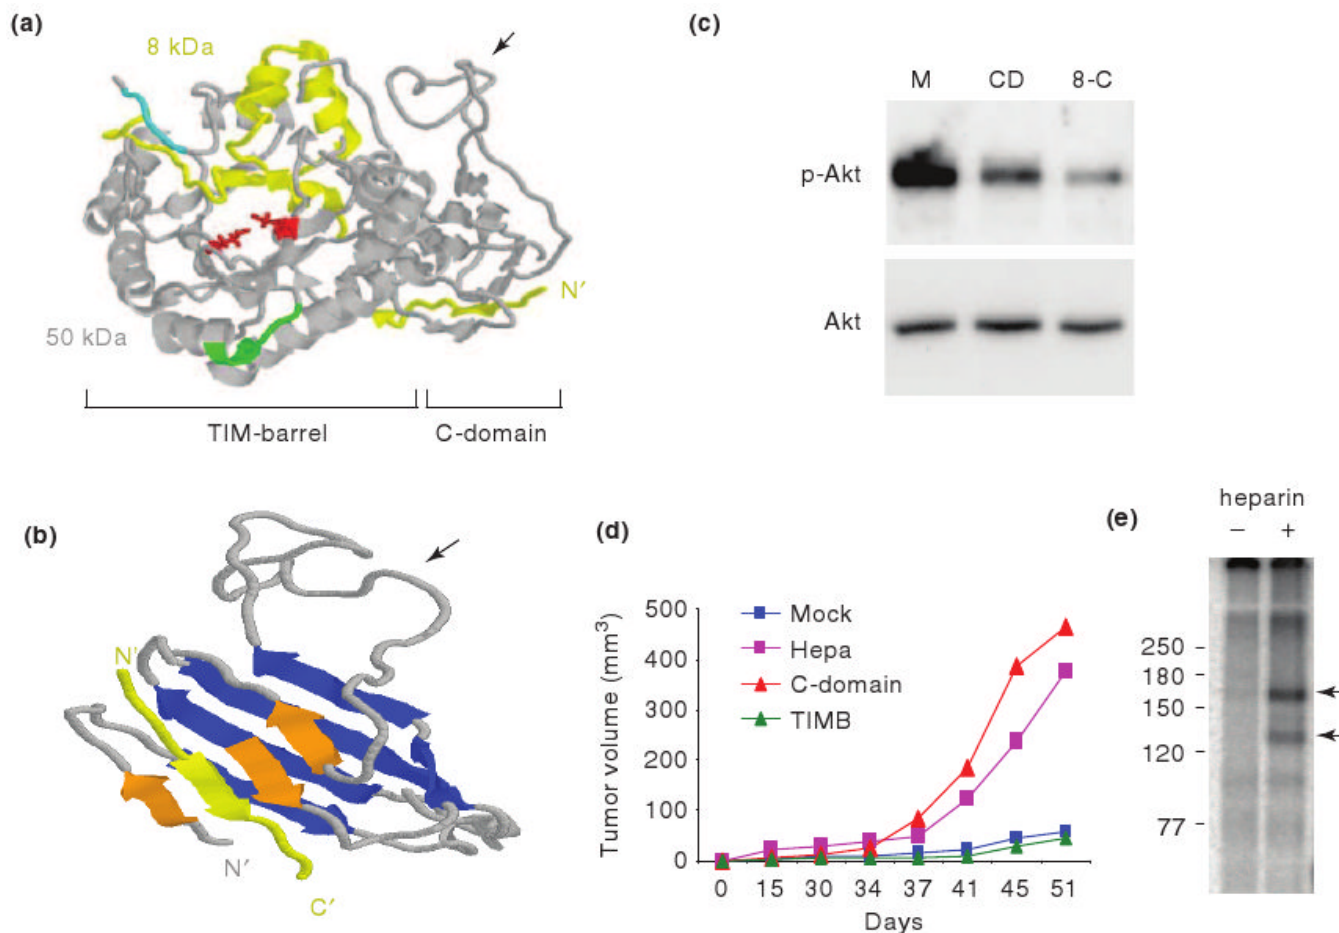 (a)
8 kDa
N′
50 kDa
TIM-barrel
C-domain
(c)
M CD 8-C
p-Akt
Akt
(b)
N′
N′
C′
(d)
Tumor volume (mm³)
500
400
300
200
100
0
Mock
Hepa
C-domain
TIMB
0 15 30 34 37 41 45 51
Days
(e)
heparin
– +
250
180
150
120
77